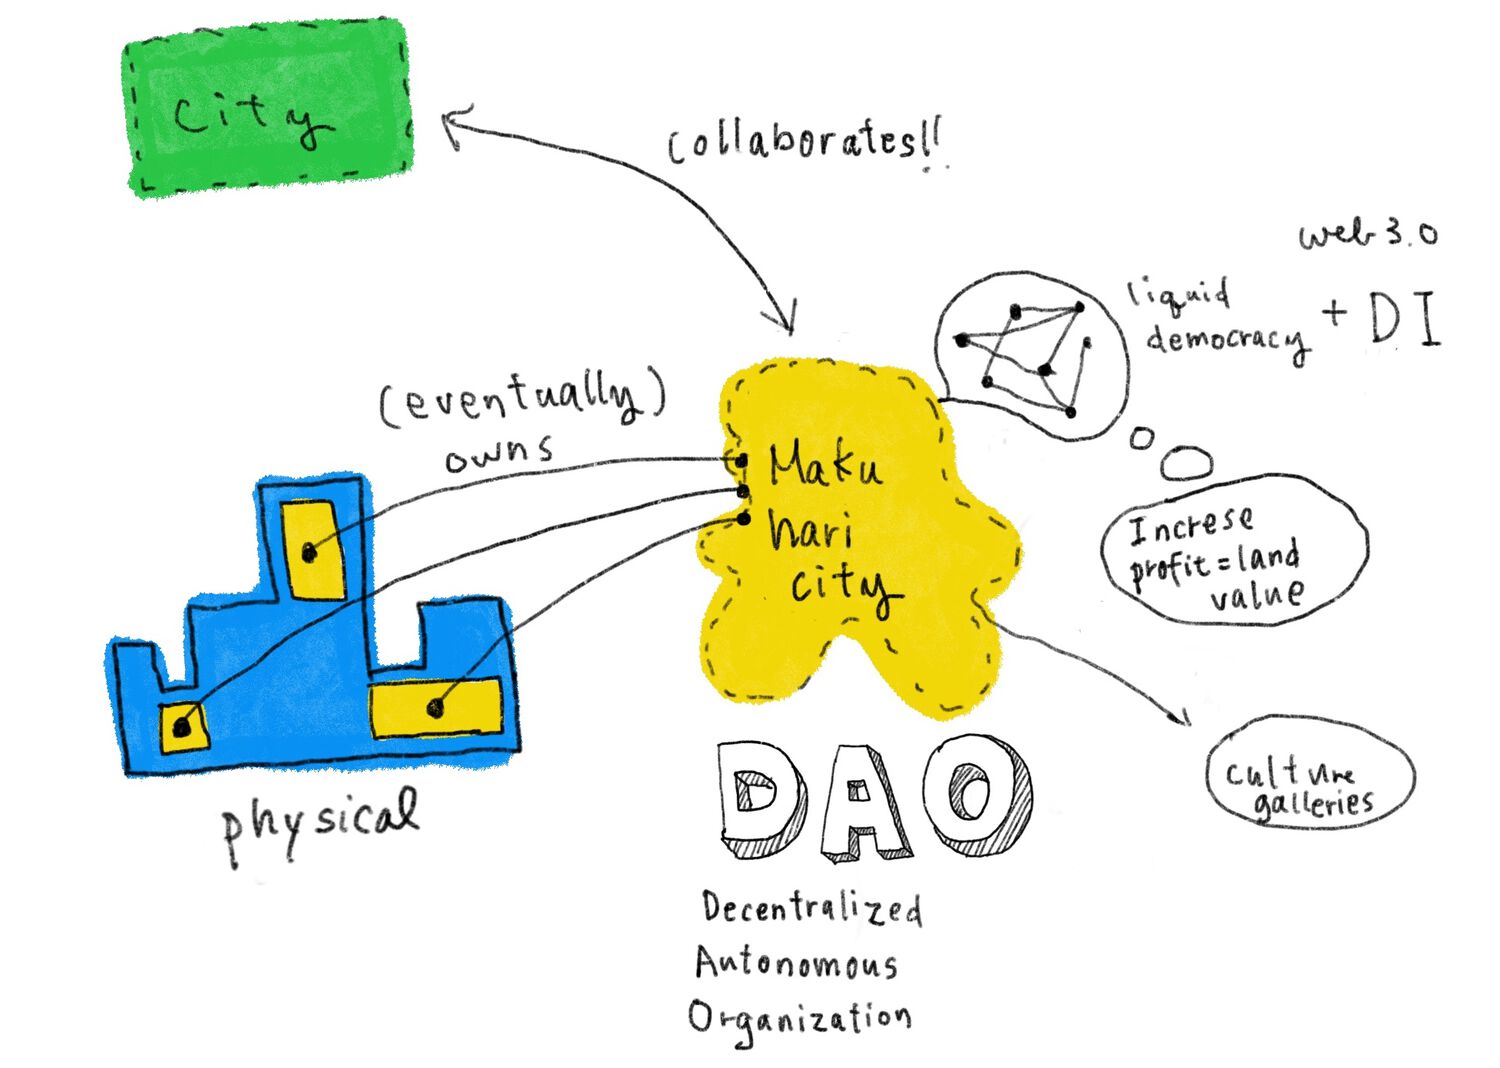 City
Collaborates!!
web 3.0
liquid
democracy
+ DI
(eventually)
owns
Maku
hari
city
Increse
profit = land
value
culture
galleries
physical
DAO
Decentralized
Autonomous
Organization